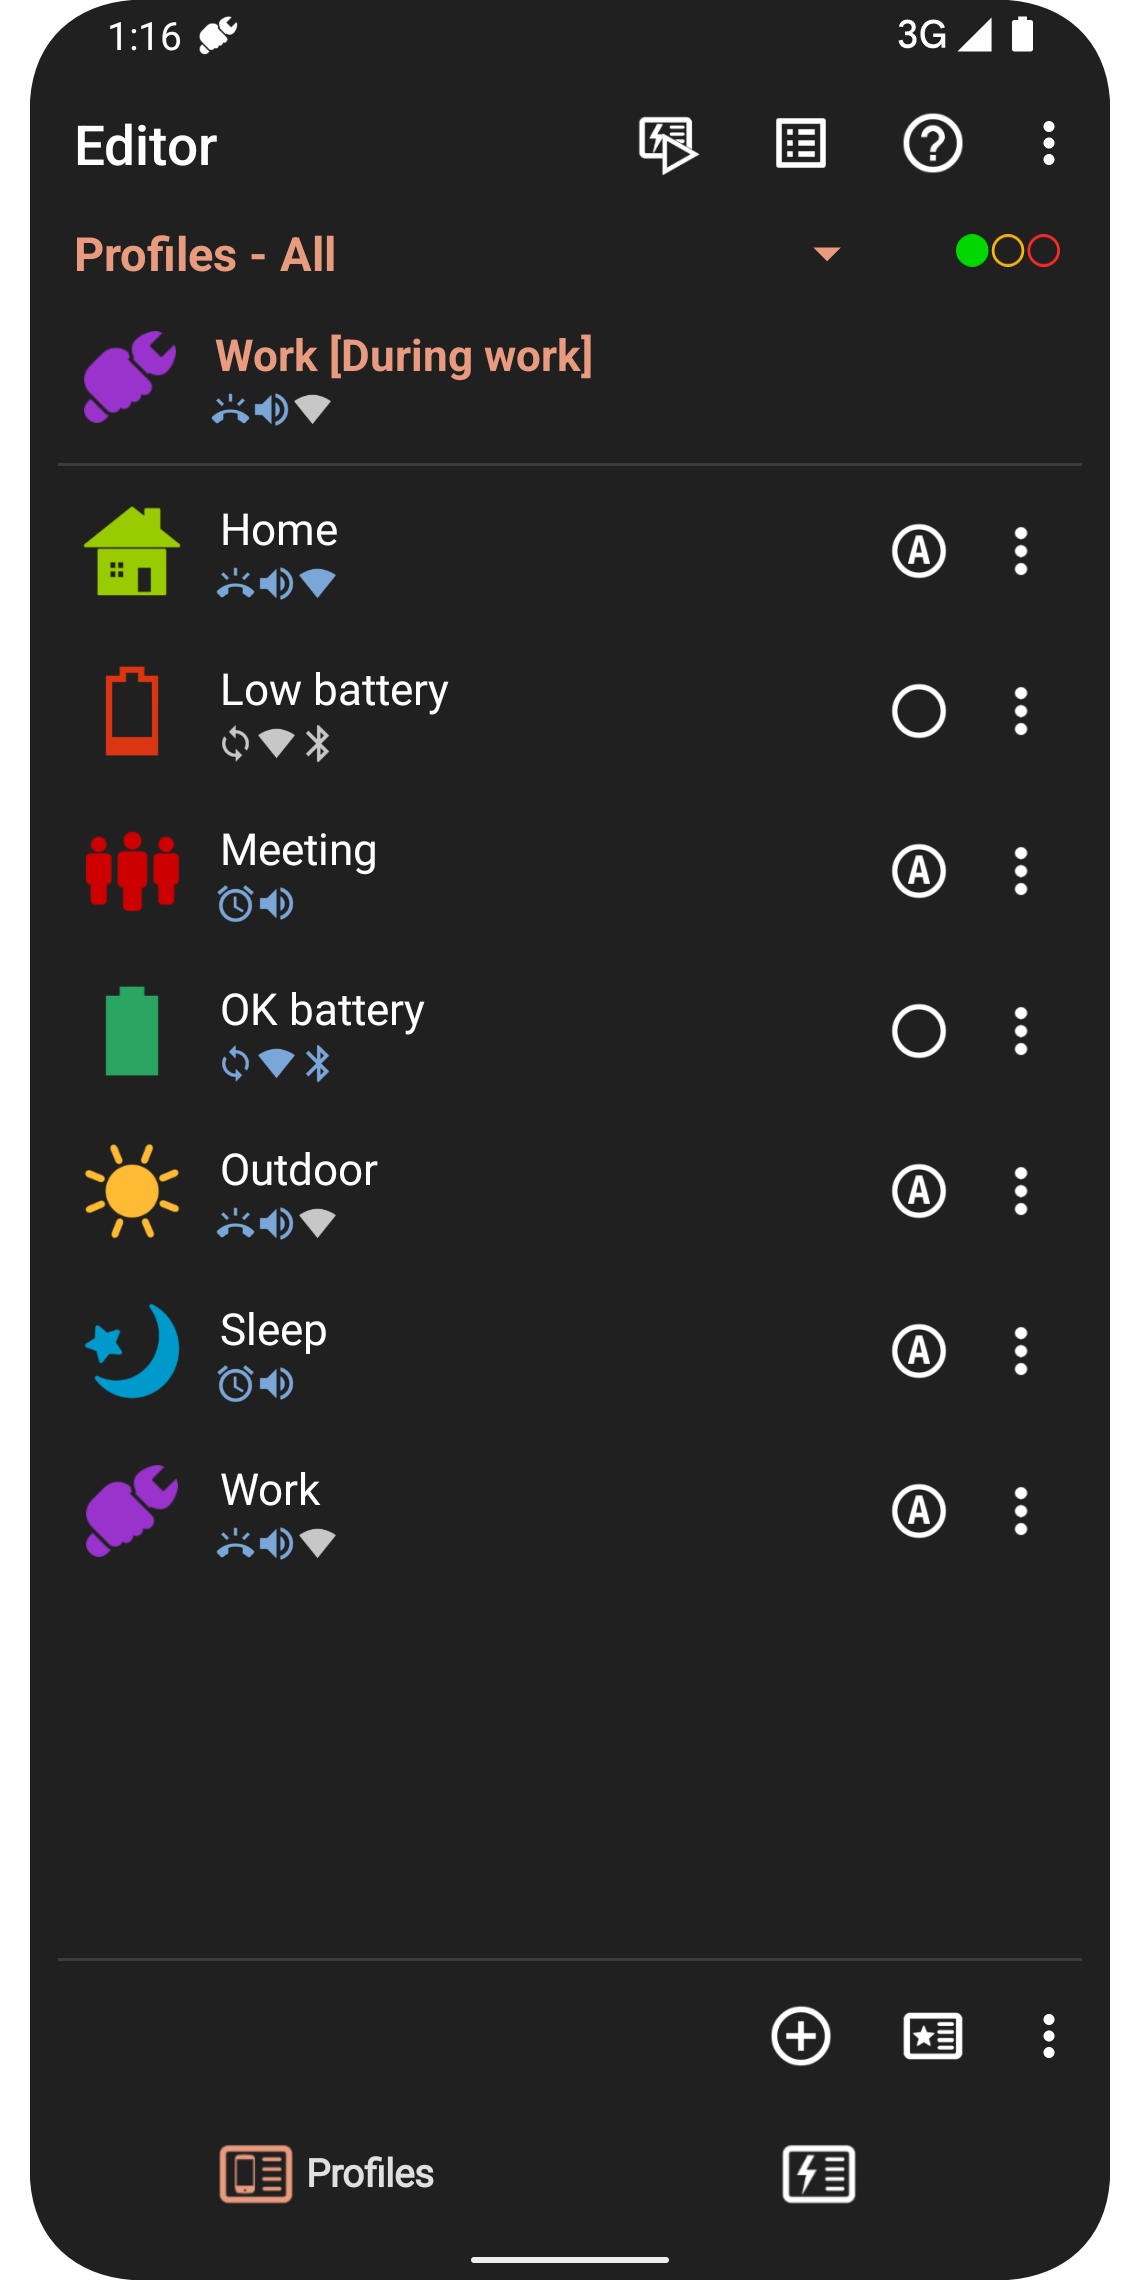 1:16 3G
Editor
Profiles - All
Work [During work]
Home
A
Low battery
Meeting
A
OK battery
Outdoor
A
Sleep
A
Work
A
Profiles